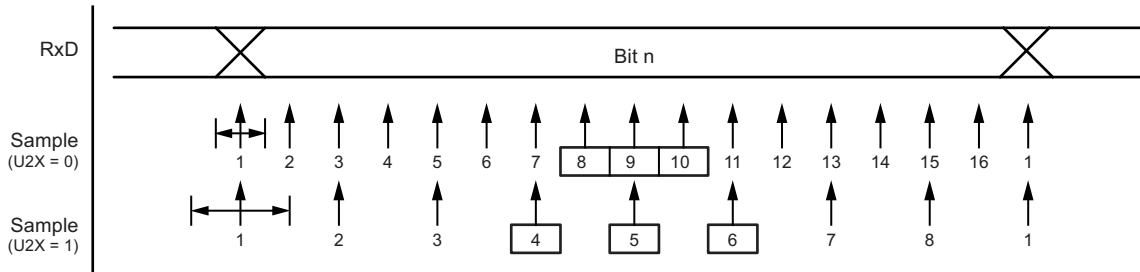 RxD
Bit n
Sample
(U2X = 0)
1 2 3 4 5 6 7 8 9 10 11 12 13 14 15 16 1
Sample
(U2X = 1)
1 2 3 4 5 6 7 8 1